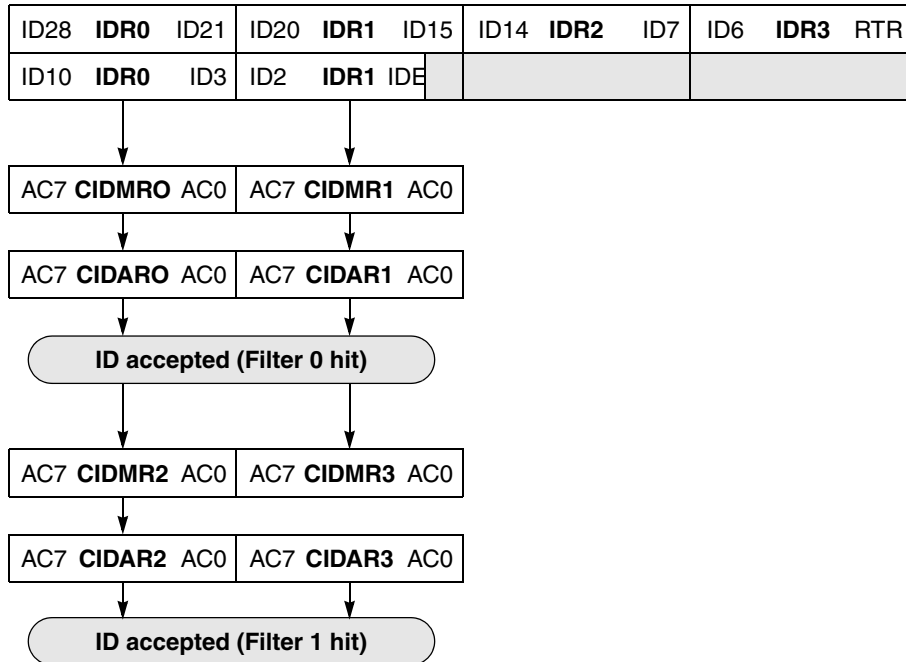 ID28 IDR0 ID21 ID20 IDR1 ID15 ID14 IDR2 ID7 ID6 IDR3 RTR
ID10 IDR0 ID3 ID2 IDR1 IDE
AC7 CIDMRO AC0 AC7 CIDMR1 AC0
AC7 CIDARO AC0 AC7 CIDAR1 AC0
ID accepted (Filter 0 hit)
AC7 CIDMR2 AC0 AC7 CIDMR3 AC0
AC7 CIDAR2 AC0 AC7 CIDAR3 AC0
ID accepted (Filter 1 hit)